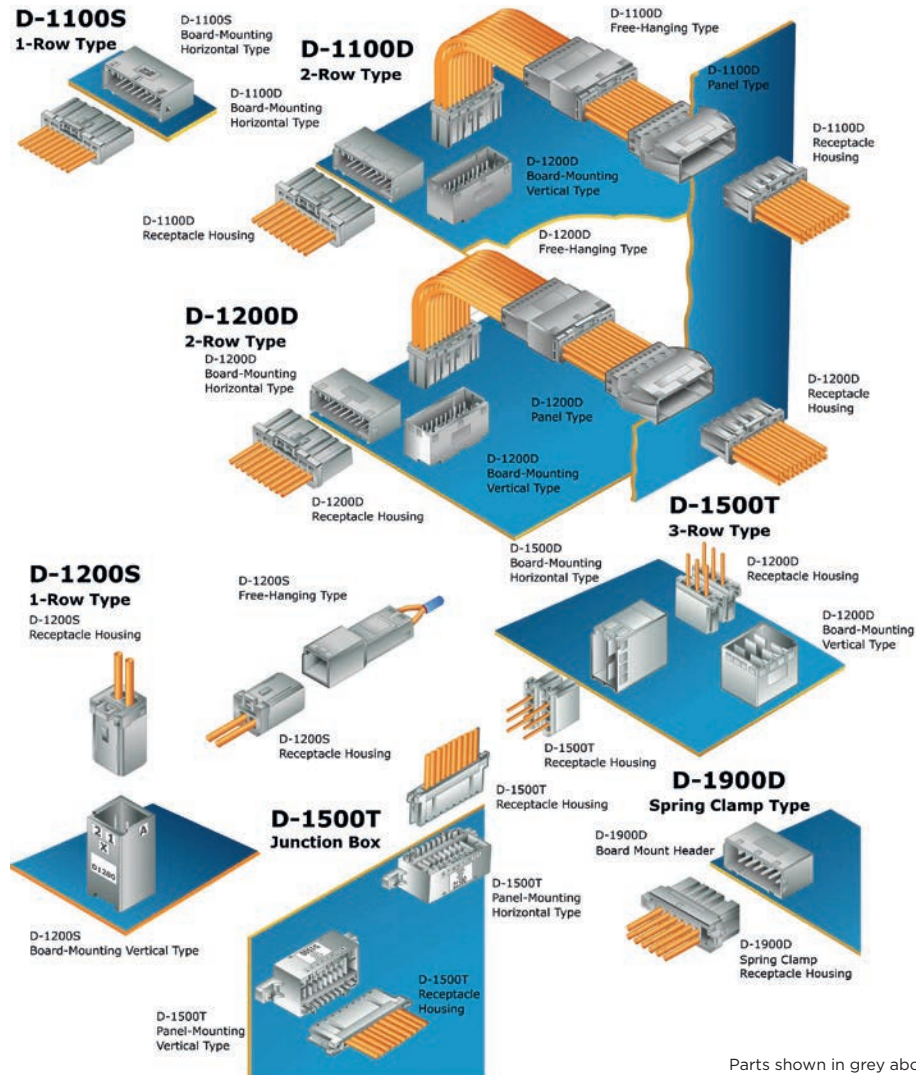 D-1100S
1-Row Type
D-1100S
Board-Mounting
Horizontal Type
D-1100D
Board-Mounting
Horizontal Type
D-1100D
2-Row Type
D-1100D
Free-Hanging Type
D-1100D
Panel Type
D-1100D
Receptacle
Housing
D-1200D
Board-Mounting
Vertical Type
D-1100D
Receptacle Housing
D-1200D
Free-Hanging Type
D-1200D
2-Row Type
D-1200D
Board-Mounting
Horizontal Type
D-1200D
Panel Type
D-1200D
Receptacle
Housing
D-1200D
Board-Mounting
Vertical Type
D-1200D
Receptacle Housing
D-1500T
3-Row Type
D-1500D
Board-Mounting
Horizontal Type
D-1200D
Receptacle Housing
D-1200D
Board-Mounting
Vertical Type
D-1500T
Receptacle Housing
D-1200S
1-Row Type
D-1200S
Receptacle Housing
D-1200S
Free-Hanging Type
D-1200S
Receptacle Housing
2 1 A
X
D1200
D-1200S
Board-Mounting Vertical Type
D-1500T
Junction Box
D-1500T
Receptacle Housing
D-1500T
Panel-Mounting
Horizontal Type
D-1500T
Receptacle
Housing
D-1500T
Panel-Mounting
Vertical Type
D-1900D
Spring Clamp Type
D-1900D
Board Mount Header
D-1900D
Spring Clamp
Receptacle Housing
Parts shown in grey abo